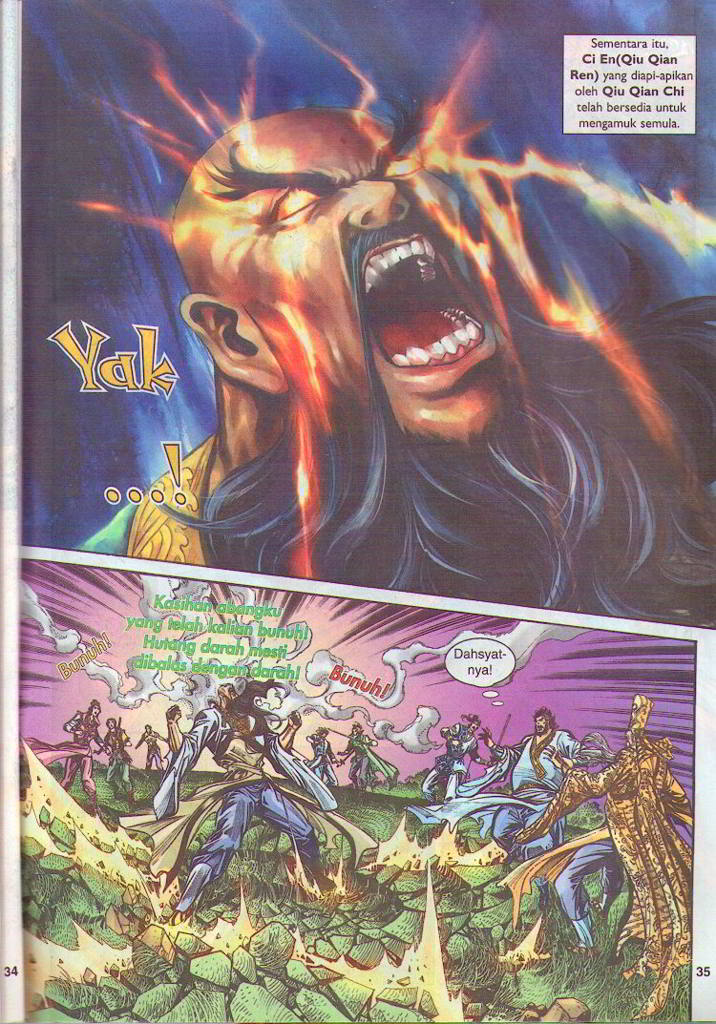 Sementara itu,
Ci En(Qiu Qian
Ren) yang diapi-apikan
oleh Qiu Qian Chi
telah bersedia untuk
mengamuk semula.
Yak
...!
Kasihan abangku
yang telah kalian bunuh!
Hutang darah mesti
dibalas dengan darah!
Bunuh!
Bunuh!
Dahsyat-
nya!
34
35